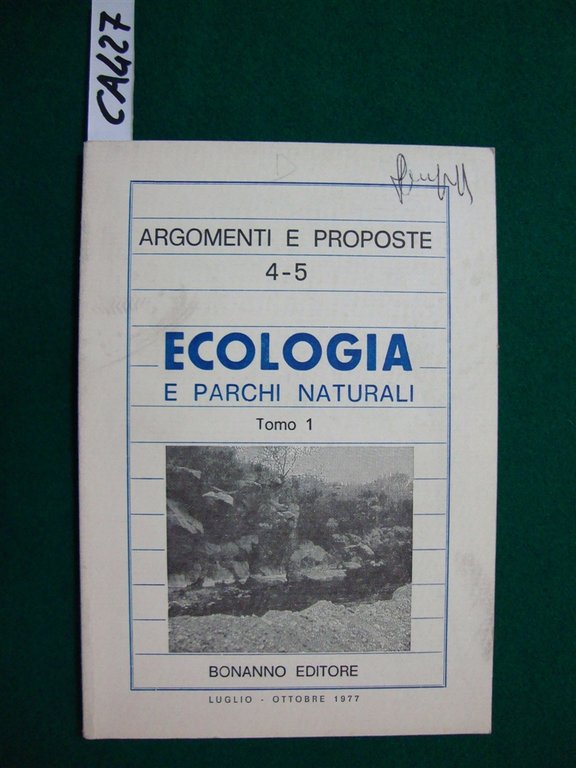 CA427
ARGOMENTI E PROPOSTE
4-5
ECOLOGIA
E PARCHI NATURALI
Tomo 1
BONANNO EDITORE
LUGLIO - OTTOBRE 1977